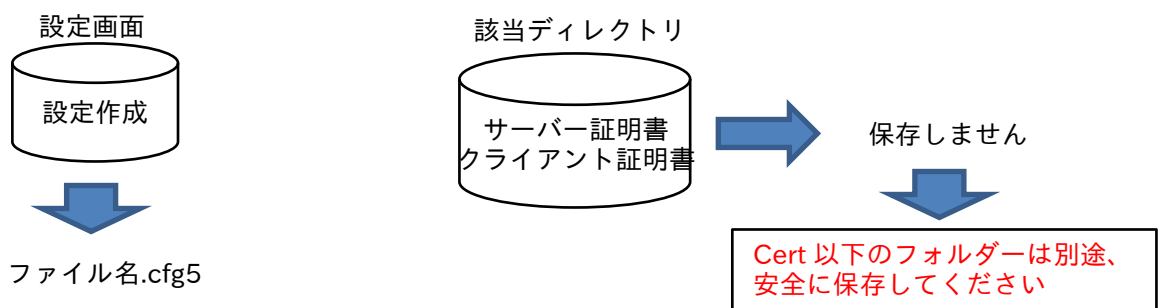 設定画面
設定作成
ファイル名.cfg5
該当ディレクトリ
サーバー証明書
クライアント証明書
保存しません
Cert 以下のフォルダーは別途、
安全に保存してください